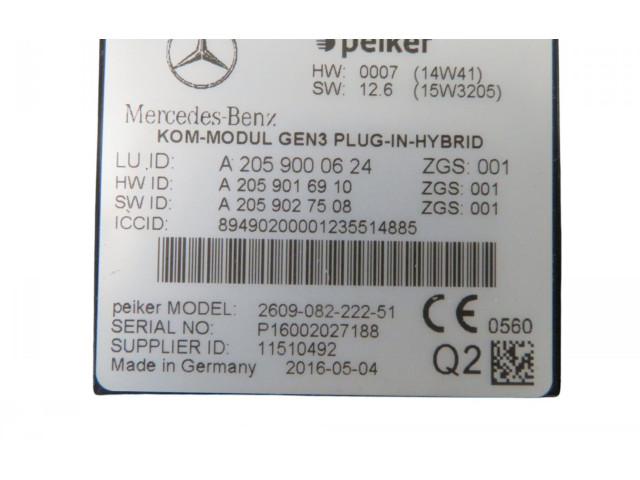 peiker
HW: 0007 (14W41)
SW: 12.6 (15W3205)
Mercedes-Benz
KOM-MODUL GEN3 PLUG-IN-HYBRID
LU ID: A 205 900 06 24 ZGS: 001
HW ID: A 205 901 69 10 ZGS: 001
SW ID: A 205 902 75 08 ZGS: 001
ICCID: 89490200001235514885
peiker MODEL: 2609-082-222-51
SERIAL NO: P16002027188
SUPPLIER ID: 11510492
Made in Germany 2016-05-04
CE 0560
Q2